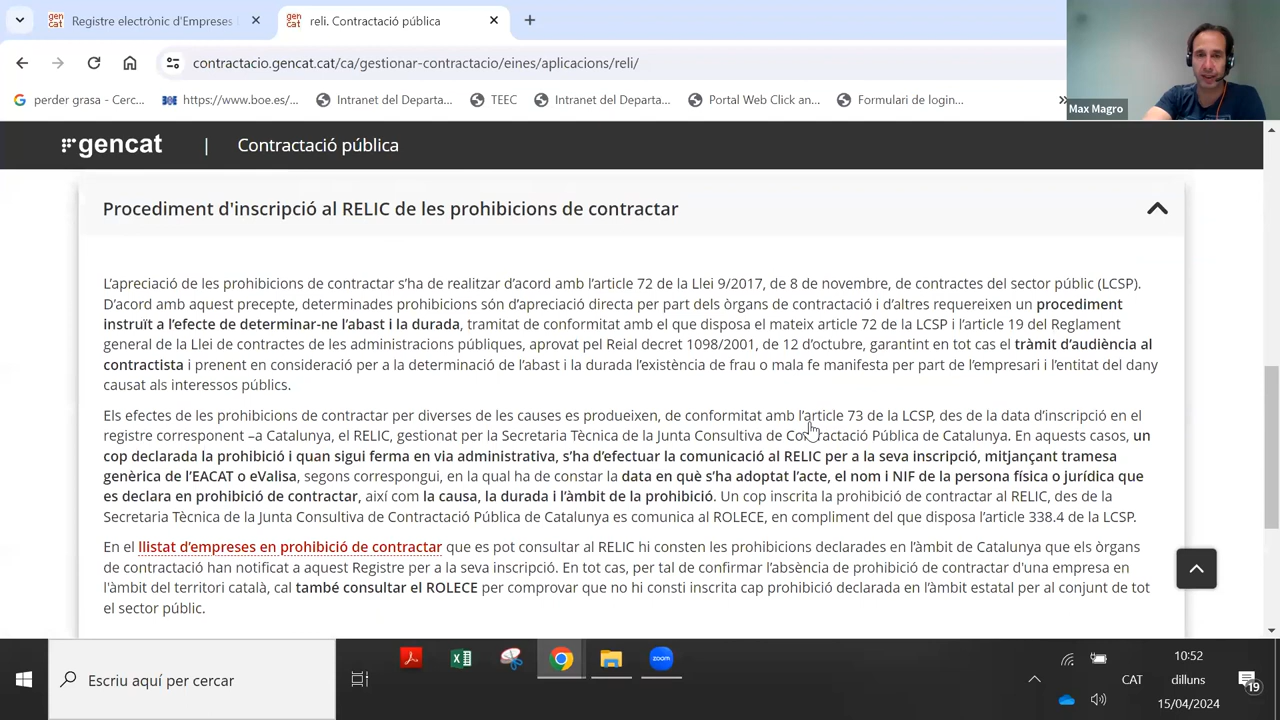 gen cat
Registre electrònic d'Empreses
gen cat
reli. Contractació pública
contractacio.gencat.cat/ca/gestionar-contractacio/eines/aplicacions/reli/
perder grasa - Cerc...
https://www.boe.es/...
Intranet del Departa...
TEEC
Intranet del Departa...
Portal Web Click an...
Formulari de login...
»
Max Magro
gencat | Contractació pública
Procediment d'inscripció al RELIC de les prohibicions de contractar
L’apreciació de les prohibicions de contractar s’ha de realitzar d’acord amb l’article 72 de la Llei 9/2017, de 8 de novembre, de contractes del sector públic (LCSP).
D’acord amb aquest precepte, determinades prohibicions són d’apreciació directa per part dels òrgans de contractació i d’altres requereixen un procediment
instruït a l’efecte de determinar-ne l’abast i la durada, tramitat de conformitat amb el que disposa el mateix article 72 de la LCSP i l’article 19 del Reglament
general de la Llei de contractes de les administracions públiques, aprovat pel Reial decret 1098/2001, de 12 d’octubre, garantint en tot cas el tràmit d’audiència al
contractista i prenent en consideració per a la determinació de l’abast i la durada l’existència de frau o mala fe manifesta per part de l’empresari i l’entitat del dany
causat als interessos públics.
Els efectes de les prohibicions de contractar per diverses de les causes es produeixen, de conformitat amb l’article 73 de la LCSP, des de la data d’inscripció en el
registre corresponent –a Catalunya, el RELIC, gestionat per la Secretaria Tècnica de la Junta Consultiva de Contractació Pública de Catalunya. En aquests casos, un
cop declarada la prohibició i quan sigui ferma en via administrativa, s’ha d’efectuar la comunicació al RELIC per a la seva inscripció, mitjançant tramesa
genèrica de l’EACAT o eValisa, segons correspongui, en la qual ha de constar la data en què s’ha adoptat l’acte, el nom i NIF de la persona física o jurídica que
es declara en prohibició de contractar, així com la causa, la durada i l’àmbit de la prohibició. Un cop inscrita la prohibició de contractar al RELIC, des de la
Secretaria Tècnica de la Junta Consultiva de Contractació Pública de Catalunya es comunica al ROLECE, en compliment del que disposa l’article 338.4 de la LCSP.
En el llistat d’empreses en prohibició de contractar que es pot consultar al RELIC hi consten les prohibicions declarades en l’àmbit de Catalunya que els òrgans
de contractació han notificat a aquest Registre per a la seva inscripció. En tot cas, per tal de confirmar l’absència de prohibició de contractar d'una empresa en
l'àmbit del territori català, cal també consultar el ROLECE per comprovar que no hi consti inscrita cap prohibició declarada en l’àmbit estatal per al conjunt de tot
el sector públic.
Escriu aquí per cercar
zoom
CAT
10:52
dilluns
15/04/2024
19